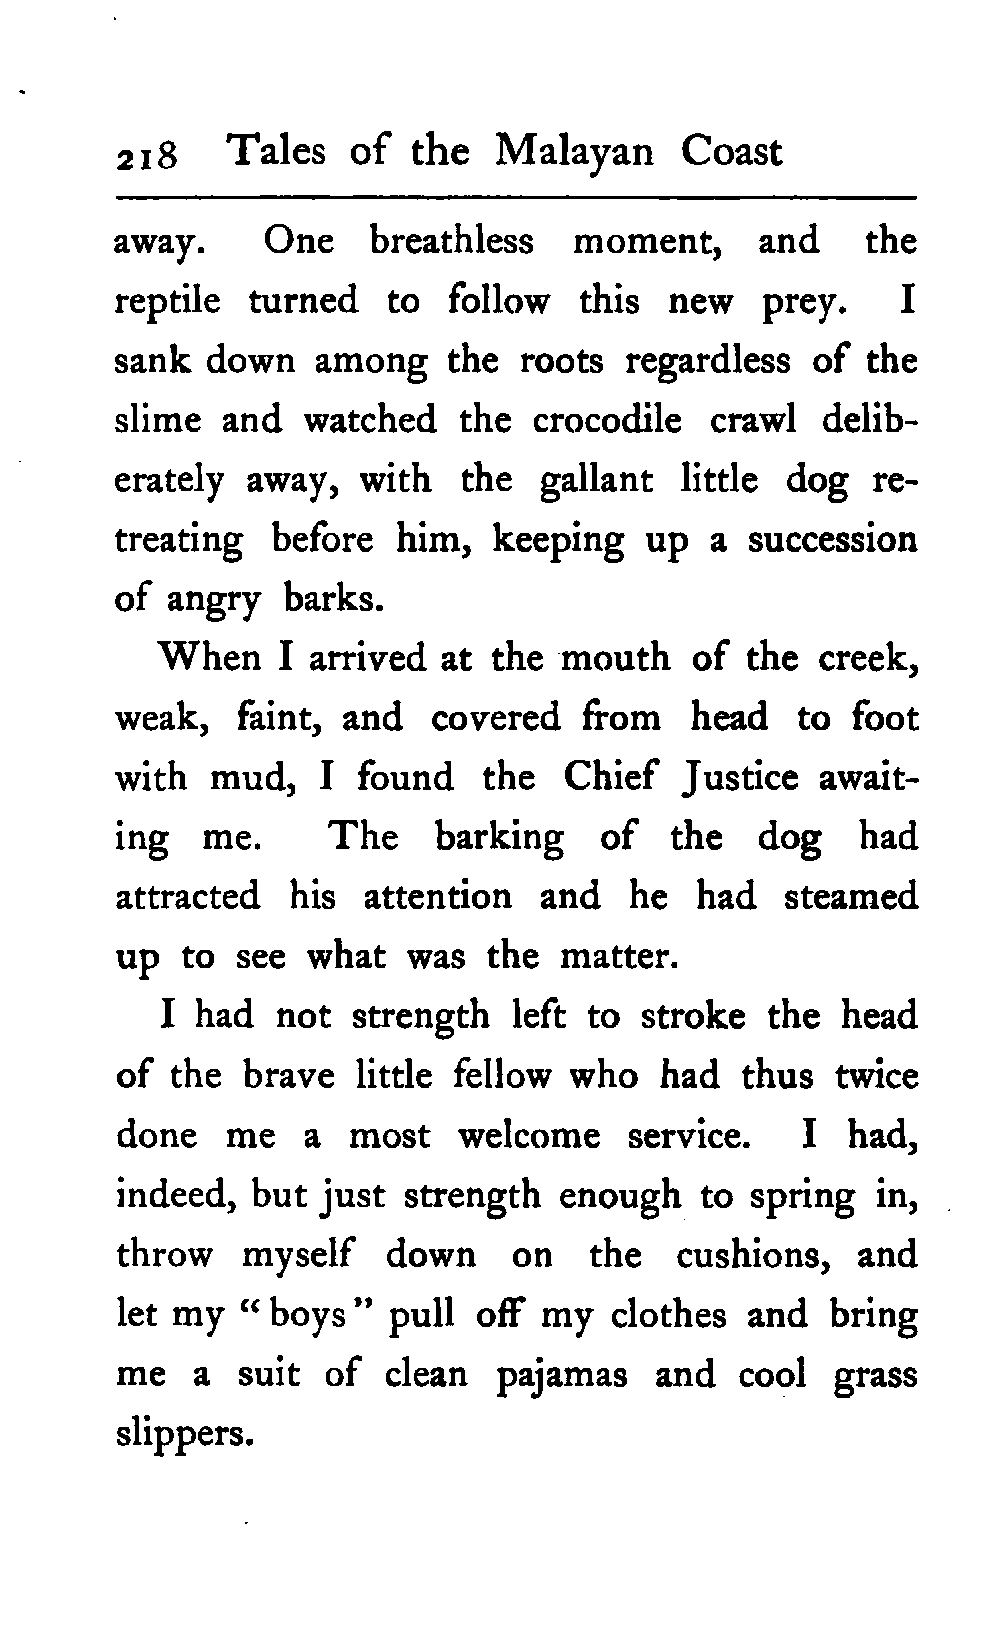 218 Tales of the Malayan Coast
away. One breathless moment, and the
reptile turned to follow this new prey. I
sank down among the roots regardless of the
slime and watched the crocodile crawl delib-
erately away, with the gallant little dog re-
treating before him, keeping up a succession
of angry barks.
When I arrived at the mouth of the creek,
weak, faint, and covered from head to foot
with mud, I found the Chief Justice await-
ing me. The barking of the dog had
attracted his attention and he had steamed
up to see what was the matter.
I had not strength left to stroke the head
of the brave little fellow who had thus twice
done me a most welcome service. I had,
indeed, but just strength enough to spring in,
throw myself down on the cushions, and
let my “ boys ” pull off my clothes and bring
me a suit of clean pajamas and cool grass
slippers.